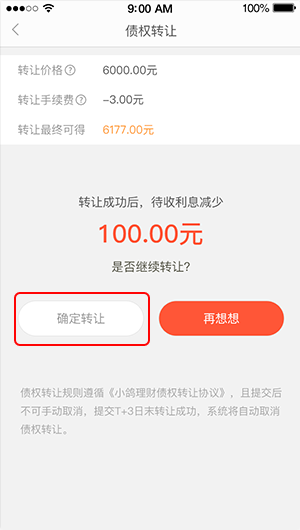 9:00 AM 100%
债权转让
转让价格? 6000.00元
转让手续费? −3.00元
转让最终可得 6177.00元
转让成功后，待收利息减少
100.00元
是否继续转让?
确定转让 再想想
债权转让规则遵循《小鸽理财债权转让协议》，且提交后
不可手动取消，提交T+3日末转让成功，系统将自动取消
债权转让。